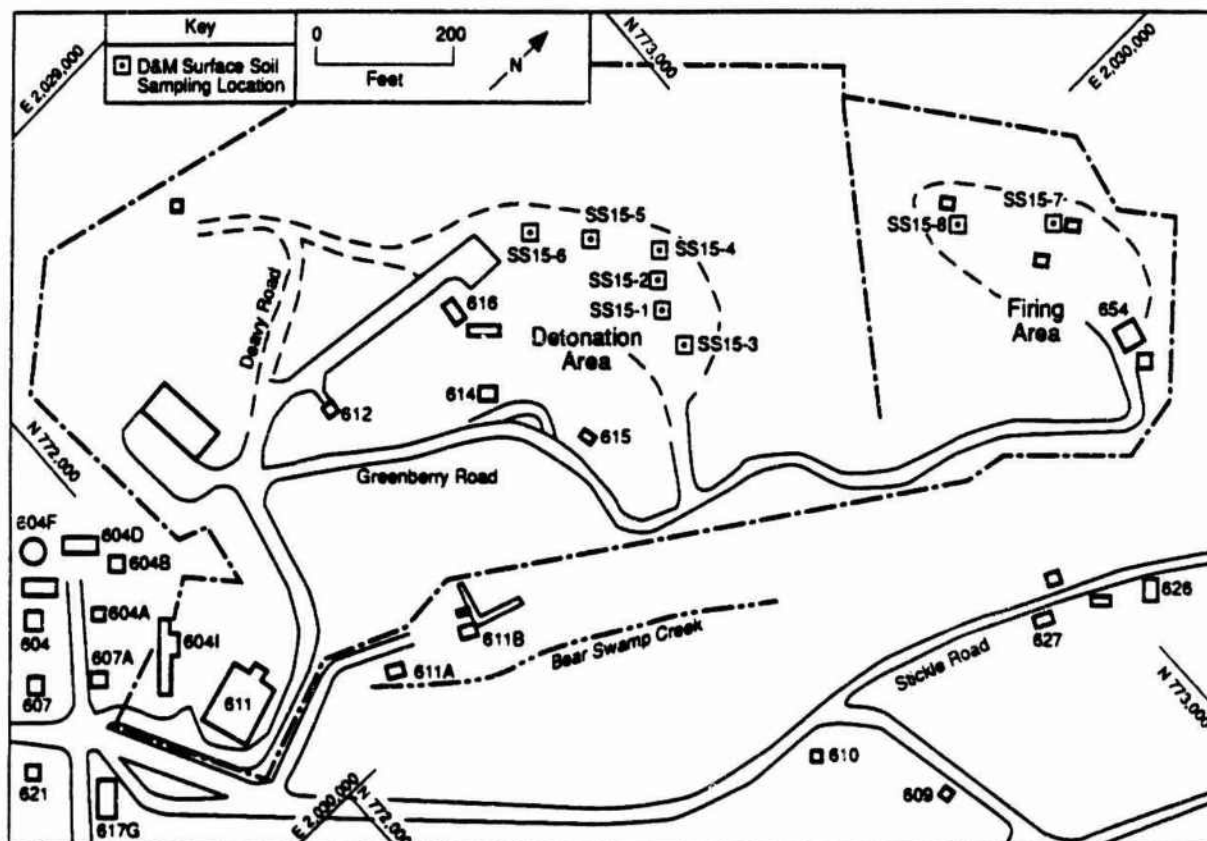 Key
D&M Surface Soil
Sampling Location
0 200
Feet
N
E 2,029,000
N 773,000
E 2,030,000
SS15-5
SS15-6
SS15-4
SS15-2
SS15-1
SS15-3
SS15-7
SS15-8
Detonation
Area
Firing
Area
654
616
Deavy Road
612
614
615
N 772,000
Greenberry Road
604F
604D
604B
604
604A
604I
607A
607
611
611A
611B
Bear Swamp Creek
Stickle Road
626
627
N 773,000
610
609
621
617G
E 2,030,000
N 772,000